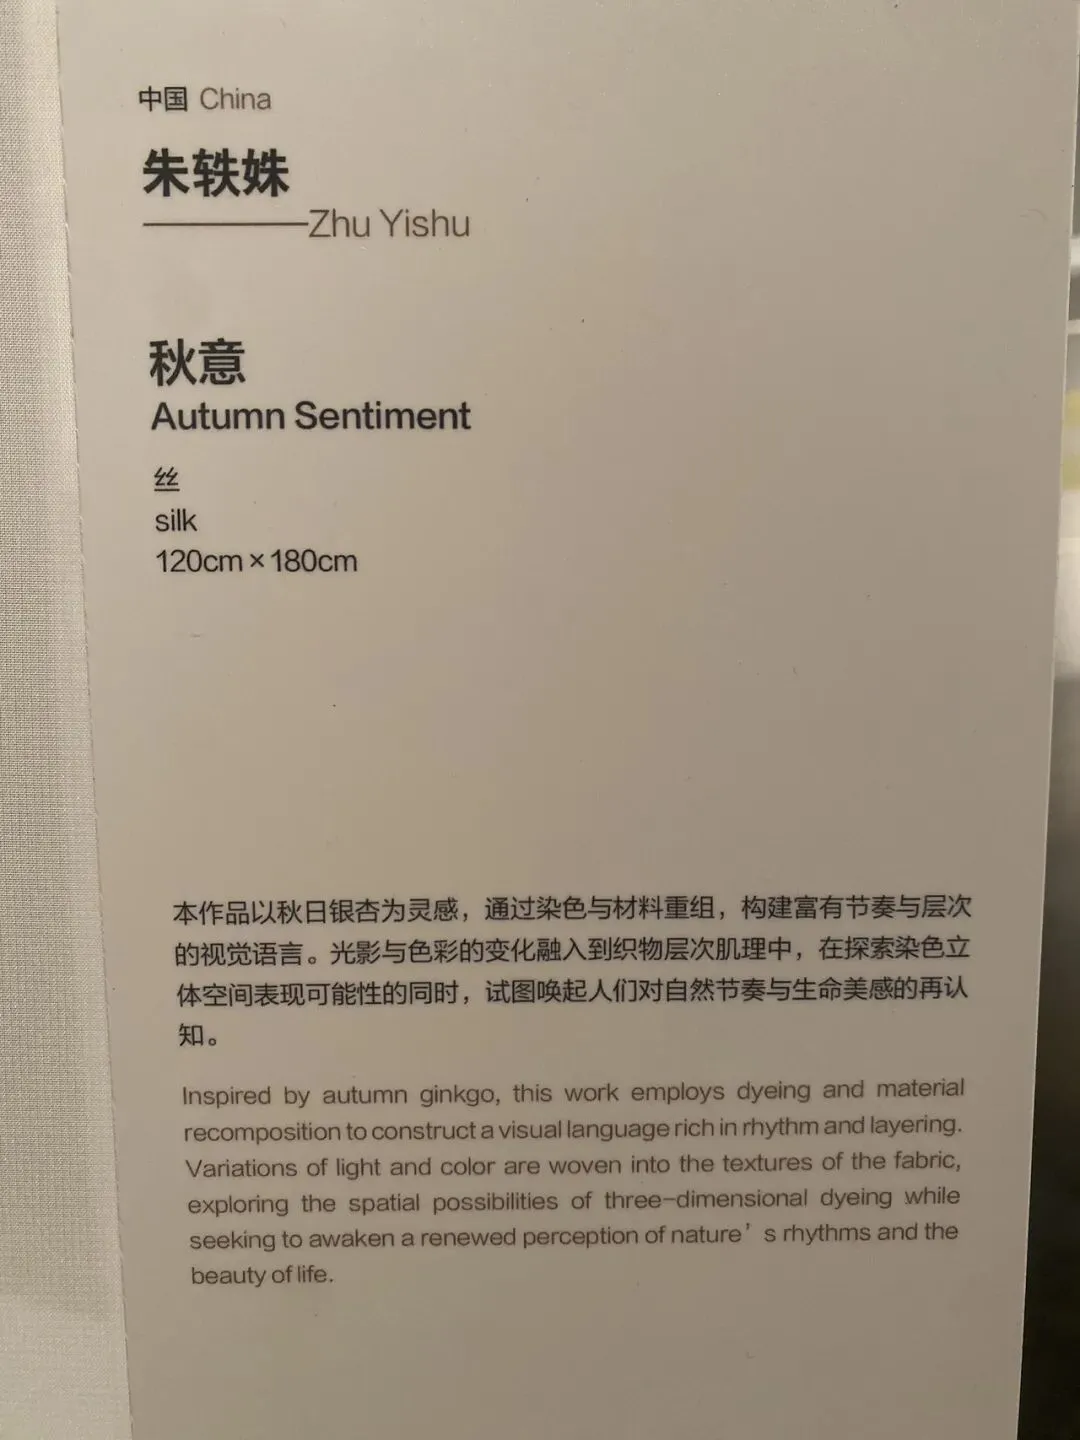 中国 China
朱轶姝
Zhu Yishu
秋意
Autumn Sentiment
丝
silk
120cm×180cm
本作品以秋日银杏为灵感，通过染色与材料重组，构建富有节奏与层次
的视觉语言。光影与色彩的变化融入到织物层次肌理中，在探索染色立
体空间表现可能性的同时，试图唤起人们对自然节奏与生命美感的再认
知。
Inspired by autumn ginkgo, this work employs dyeing and material
recomposition to construct a visual language rich in rhythm and layering.
Variations of light and color are woven into the textures of the fabric,
exploring the spatial possibilities of three-dimensional dyeing while
seeking to awaken a renewed perception of nature’s rhythms and the
beauty of life.